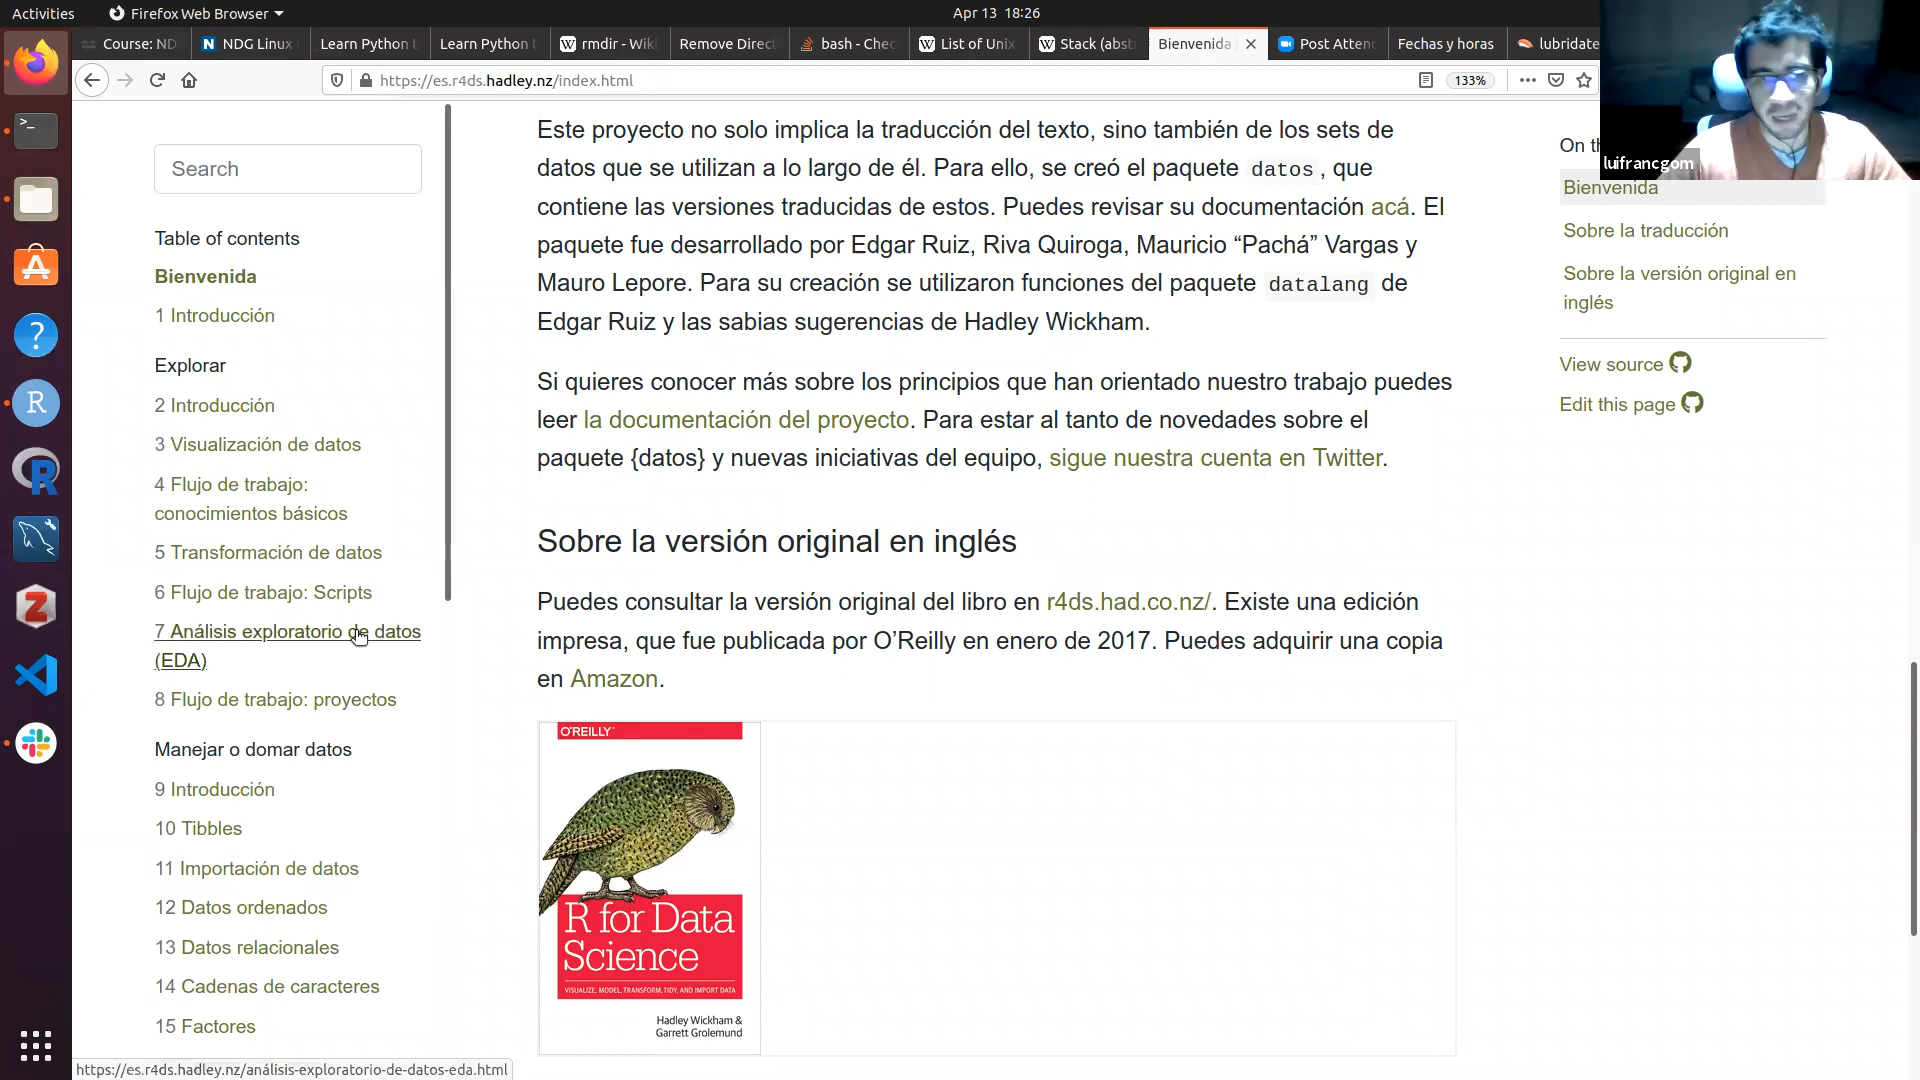 Activities
Firefox Web Browser
Apr 13 18:26
Course: ND
NDG Linux
Learn Python t
Learn Python t
rmdir - Wiki
Remove Direc
bash - Chec
List of Unix
Stack (abst
Bienvenida
Post Atten
Fechas y horas
lubridate
https://es.r4ds.hadley.nz/index.html
133%
luifrancgom
Search
Table of contents
Bienvenida
1 Introducción
Explorar
2 Introducción
3 Visualización de datos
4 Flujo de trabajo:
conocimientos básicos
5 Transformación de datos
6 Flujo de trabajo: Scripts
7 Análisis exploratorio de datos
(EDA)
8 Flujo de trabajo: proyectos
Manejar o domar datos
9 Introducción
10 Tibbles
11 Importación de datos
12 Datos ordenados
13 Datos relacionales
14 Cadenas de caracteres
15 Factores
https://es.r4ds.hadley.nz/análisis-exploratorio-de-datos-eda.html
Este proyecto no solo implica la traducción del texto, sino también de los sets de
datos que se utilizan a lo largo de él. Para ello, se creó el paquete datos, que
contiene las versiones traducidas de estos. Puedes revisar su documentación acá. El
paquete fue desarrollado por Edgar Ruiz, Riva Quiroga, Mauricio “Pachá” Vargas y
Mauro Lepore. Para su creación se utilizaron funciones del paquete datalang de
Edgar Ruiz y las sabias sugerencias de Hadley Wickham.
Si quieres conocer más sobre los principios que han orientado nuestro trabajo puedes
leer la documentación del proyecto. Para estar al tanto de novedades sobre el
paquete {datos} y nuevas iniciativas del equipo, sigue nuestra cuenta en Twitter.
Sobre la versión original en inglés
Puedes consultar la versión original del libro en r4ds.had.co.nz/. Existe una edición
impresa, que fue publicada por O’Reilly en enero de 2017. Puedes adquirir una copia
en Amazon.
O'REILLY
R for Data
Science
VISUALIZE, MODEL, TRANSFORM, TIDY, AND IMPORT DATA
Hadley Wickham &
Garrett Grolemund
On th
Bienvenida
Sobre la traducción
Sobre la versión original en
inglés
View source
Edit this page